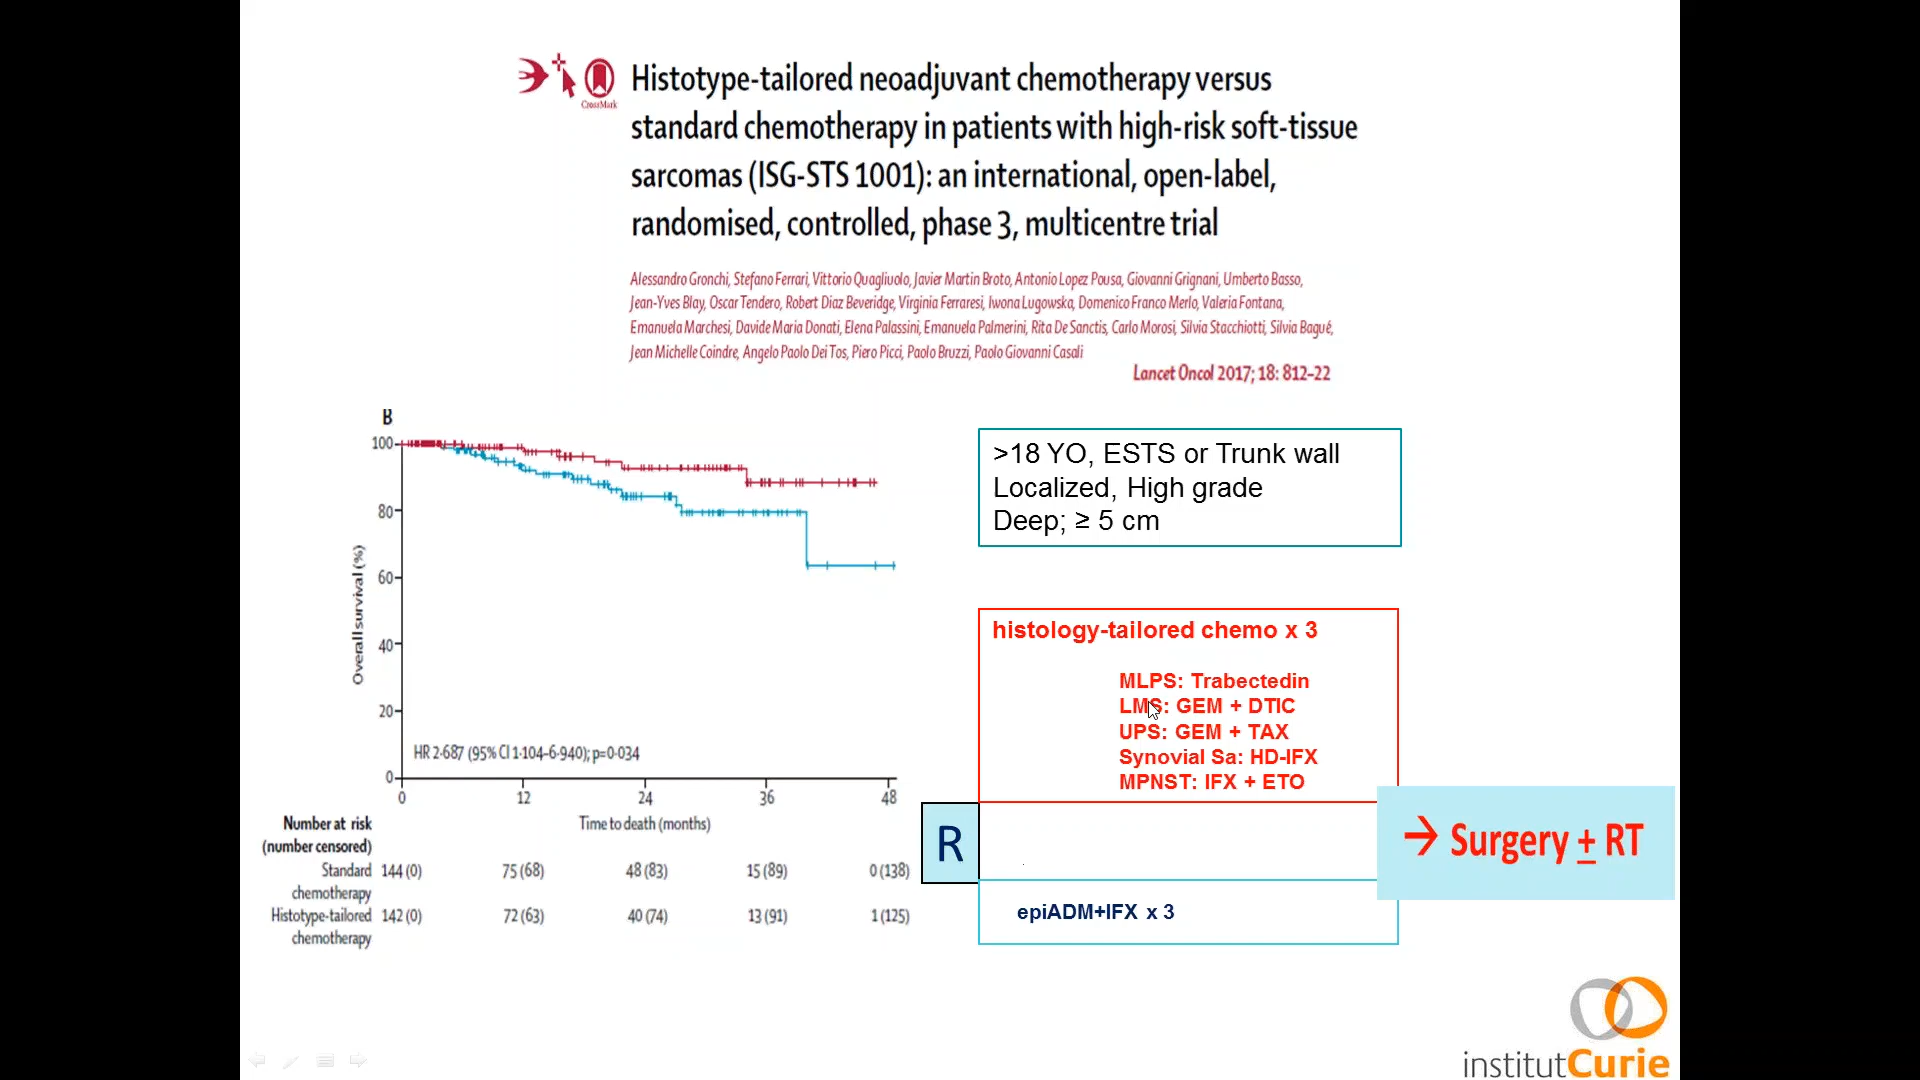 Histotype-tailored neoadjuvant chemotherapy versus
standard chemotherapy in patients with high-risk soft-tissue
sarcomas (ISG-STS 1001): an international, open-label,
randomised, controlled, phase 3, multicentre trial
CrossMark
Alessandro Gronchi, Stefano Ferrari, Vittorio Quagliuolo, Javier Martin Broto, Antonio Lopez Pousa, Giovanni Grignani, Umberto Basso,
Jean-Yves Blay, Oscar Tendero, Robert Diaz Beveridge, Virginia Ferraresi, Iwona Lugowska, Domenico Franco Merlo, Valeria Fontana,
Emanuela Marchesi, Davide Maria Donati, Elena Palassini, Emanuela Palmerini, Rita De Sanctis, Carlo Morosi, Silvia Stacchiotti, Silvia Bagué,
Jean Michelle Coindre, Angelo Paolo Dei Tos, Piero Picci, Paolo Bruzzi, Paolo Giovanni Casali
Lancet Oncol 2017; 18: 812–22
B
100
80
60
40
20
0
Overall survival (%)
HR 2·687 (95% CI 1·104–6·940); p=0·034
0 12 24 36 48
Time to death (months)
Number at risk
(number censored)
Standard 144 (0) 75 (68) 48 (83) 15 (89) 0 (138)
chemotherapy
Histotype-tailored 142 (0) 72 (63) 40 (74) 13 (91) 1 (125)
chemotherapy
>18 YO, ESTS or Trunk wall
Localized, High grade
Deep; ≥ 5 cm
histology-tailored chemo x 3
MLPS: Trabectedin
LMS: GEM + DTIC
UPS: GEM + TAX
Synovial Sa: HD-IFX
MPNST: IFX + ETO
R
→ Surgery ± RT
epiADM+IFX x 3
institutCurie